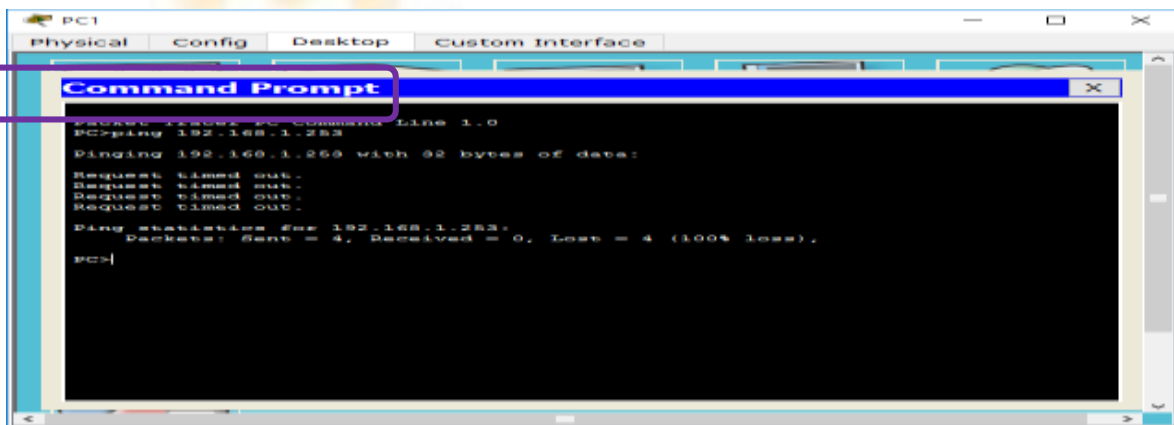 PC1
Physical Config Desktop Custom Interface
Command Prompt
Packet Tracer PC Command Line 1.0
PC>ping 192.168.1.253
Pinging 192.168.1.253 with 32 bytes of data:
Request timed out.
Request timed out.
Request timed out.
Request timed out.
Ping statistics for 192.168.1.253:
Packets: Sent = 4, Received = 0, Lost = 4 (100% loss),
PC>